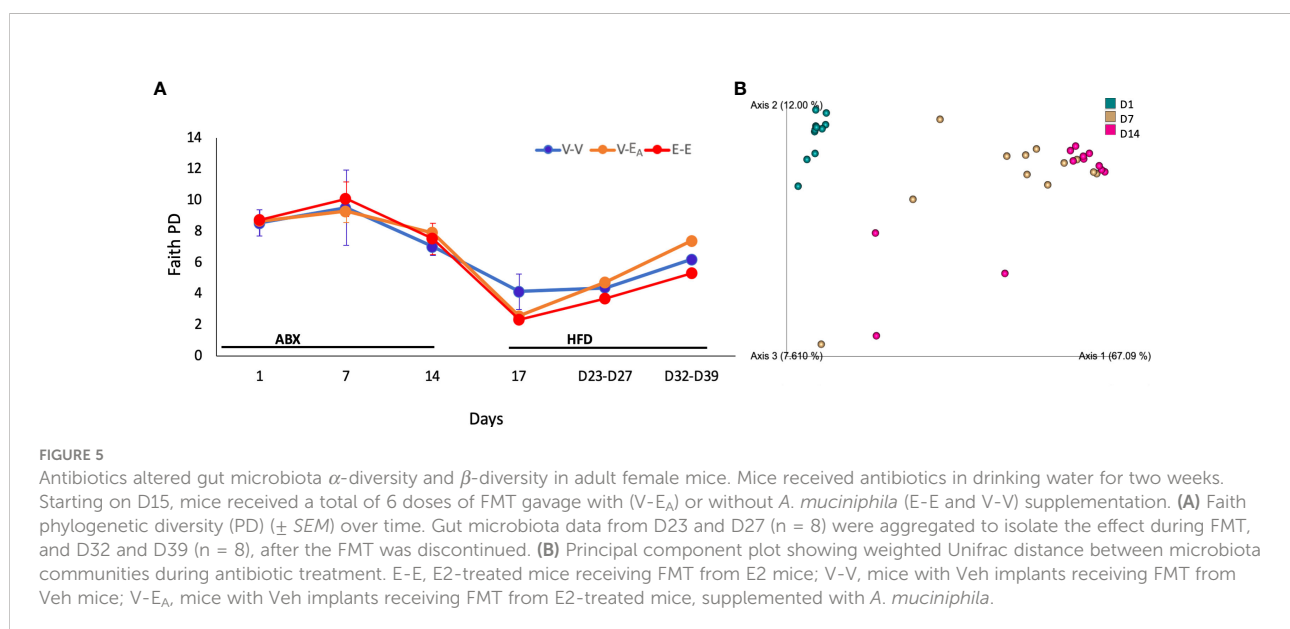 A
B
14
12
10
8
6
4
2
0
Faith PD
V-V
V-EA
E-E
ABX
HFD
1
7
14
17
D23-D27
D32-D39
Days
Axis 2 (12.00 %)
D1
D7
D14
Axis 3 (7.610 %)
Axis 1 (67.09 %)
FIGURE 5
Antibiotics altered gut microbiota α-diversity and β-diversity in adult female mice. Mice received antibiotics in drinking water for two weeks.
Starting on D15, mice received a total of 6 doses of FMT gavage with (V-EA) or without A. muciniphila (E-E and V-V) supplementation. (A) Faith
phylogenetic diversity (PD) (± SEM) over time. Gut microbiota data from D23 and D27 (n = 8) were aggregated to isolate the effect during FMT,
and D32 and D39 (n = 8), after the FMT was discontinued. (B) Principal component plot showing weighted Unifrac distance between microbiota
communities during antibiotic treatment. E-E, E2-treated mice receiving FMT from E2 mice; V-V, mice with Veh implants receiving FMT from
Veh mice; V-EA, mice with Veh implants receiving FMT from E2-treated mice, supplemented with A. muciniphila.